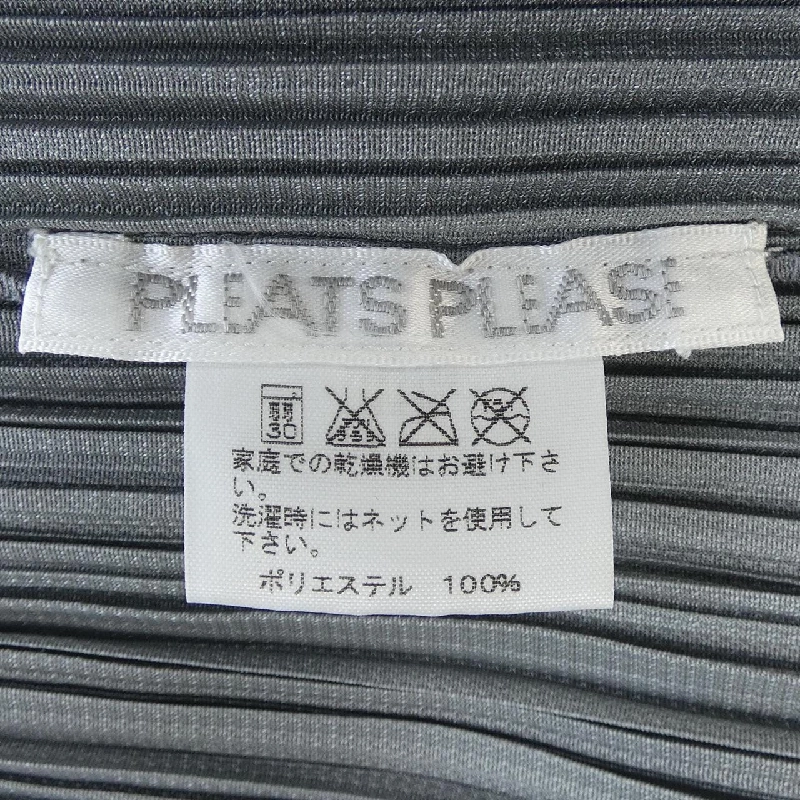 PLEATS PLEASE
弱
30
家庭での乾燥機はお避け下さ
い。
洗濯時にはネットを使用して
下さい。
ポリエステル 100%